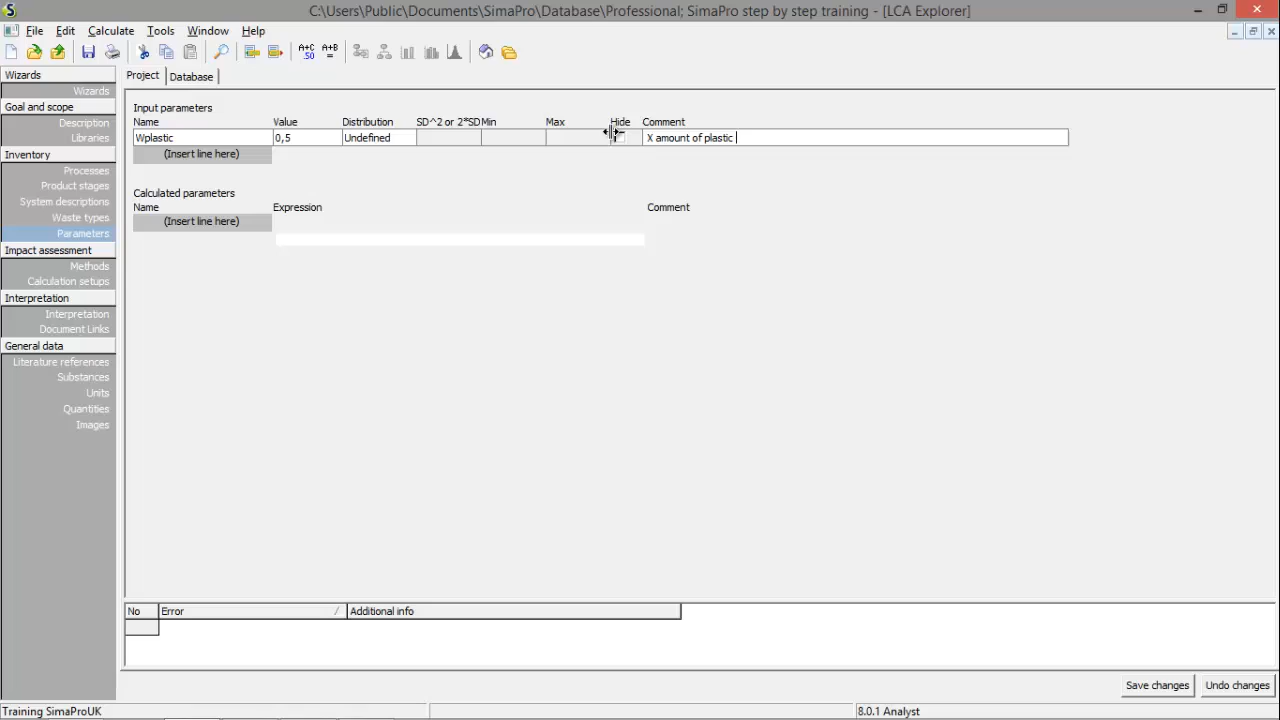 C:\Users\Public\Documents\SimaPro\Database\Professional; SimaPro step by step training - [LCA Explorer]
File Edit Calculate Tools Window Help
A+C .50 A+B =
Wizards
Wizards
Goal and scope
Description
Libraries
Inventory
Processes
Product stages
System descriptions
Waste types
Parameters
Impact assessment
Methods
Calculation setups
Interpretation
Interpretation
Document Links
General data
Literature references
Substances
Units
Quantities
Images
Project Database
Input parameters
Name Value Distribution SD^2 or 2*SD Min Max Hide Comment
Wplastic 0,5 Undefined X amount of plastic
(Insert line here)
Calculated parameters
Name Expression Comment
(Insert line here)
No Error / Additional info
Save changes Undo changes
Training SimaProUK 8.0.1 Analyst